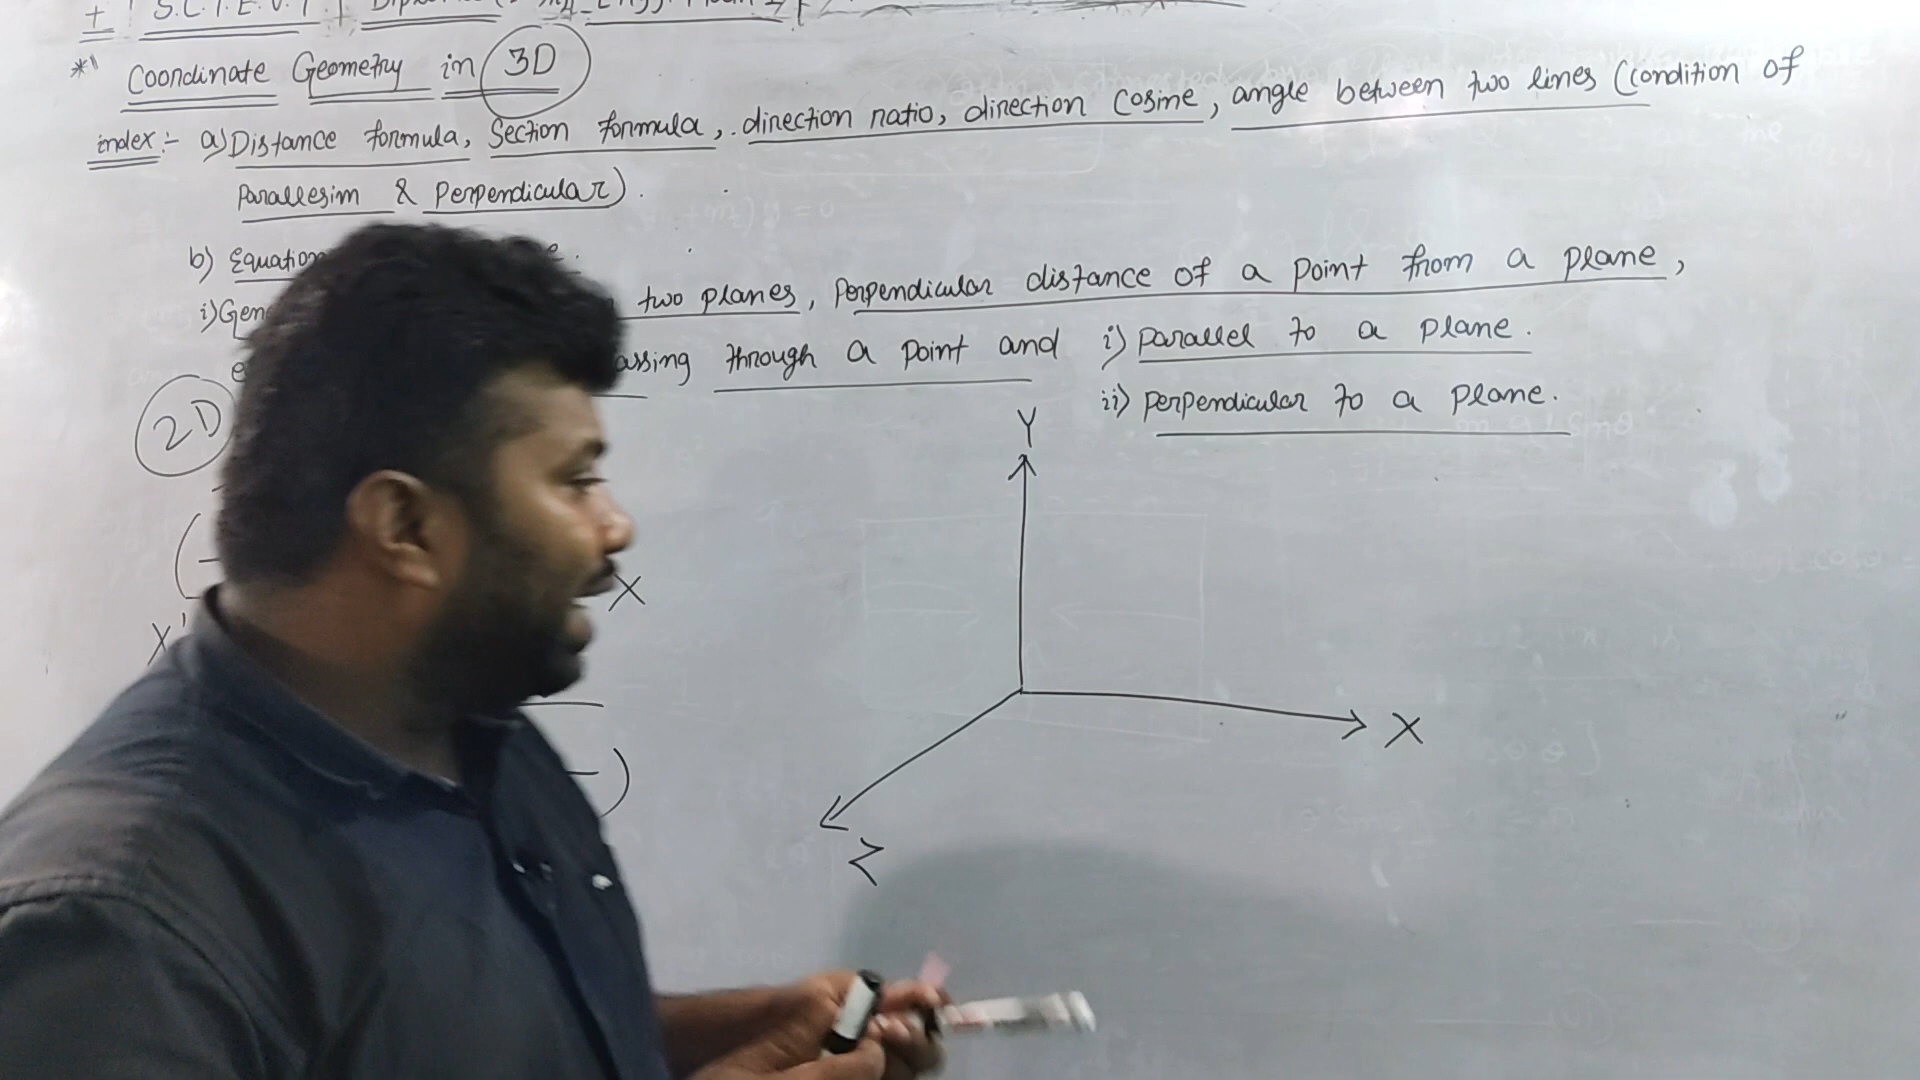 + S.C.T.E.V.T
*' Coordinate Geometry in 3D
index:- a) Distance formula, Section formula, direction ratio, direction Cosine, angle between two lines (condition of
Parallesim & Perpendicular).
b) Equation
i) Gen two planes, Perpendicular distance of a point from a plane,
assing through a point and i) parallel to a plane.
ii) perpendicular to a plane.
2D
Y
X
X'
X
Z